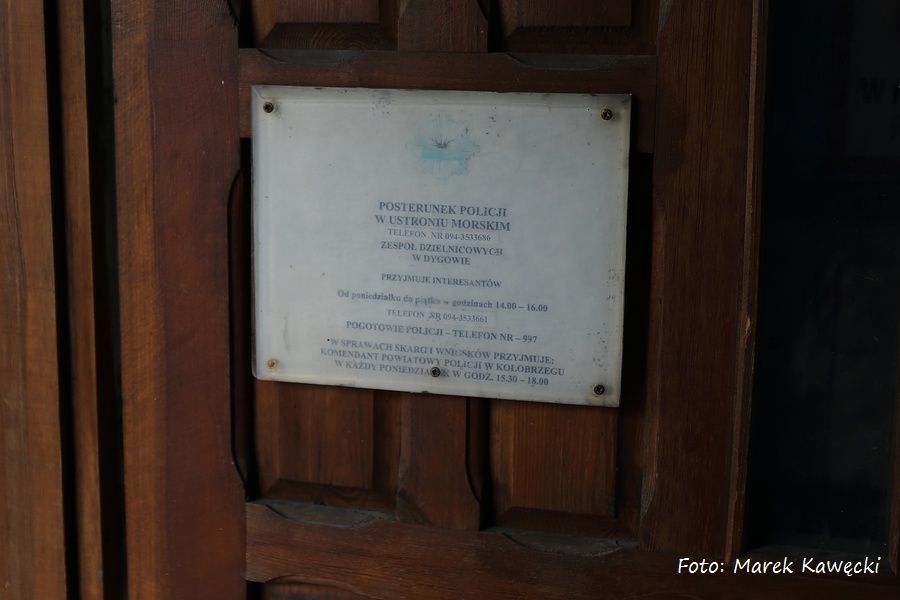 POSTERUNEK POLICJI
W USTRONIU MORSKIM
TELEFON NR 094-3533686
ZESPÓŁ DZIELNICOWYCH
W DYGOWIE
PRZYJMUJE INTERESANTÓW
Od poniedziałku do piątku w godzinach 14.00 – 16.00
TELEFON NR 094-3533661
POGOTOWIE POLICJI – TELEFON NR – 997
W SPRAWACH SKARG I WNIOSKÓW PRZYJMUJE:
KOMENDANT POWIATOWY POLICJI W KOŁOBRZEGU
W KAŻDY PONIEDZIAŁEK W GODZ. 15.30 – 18.00
Foto: Marek Kawęcki